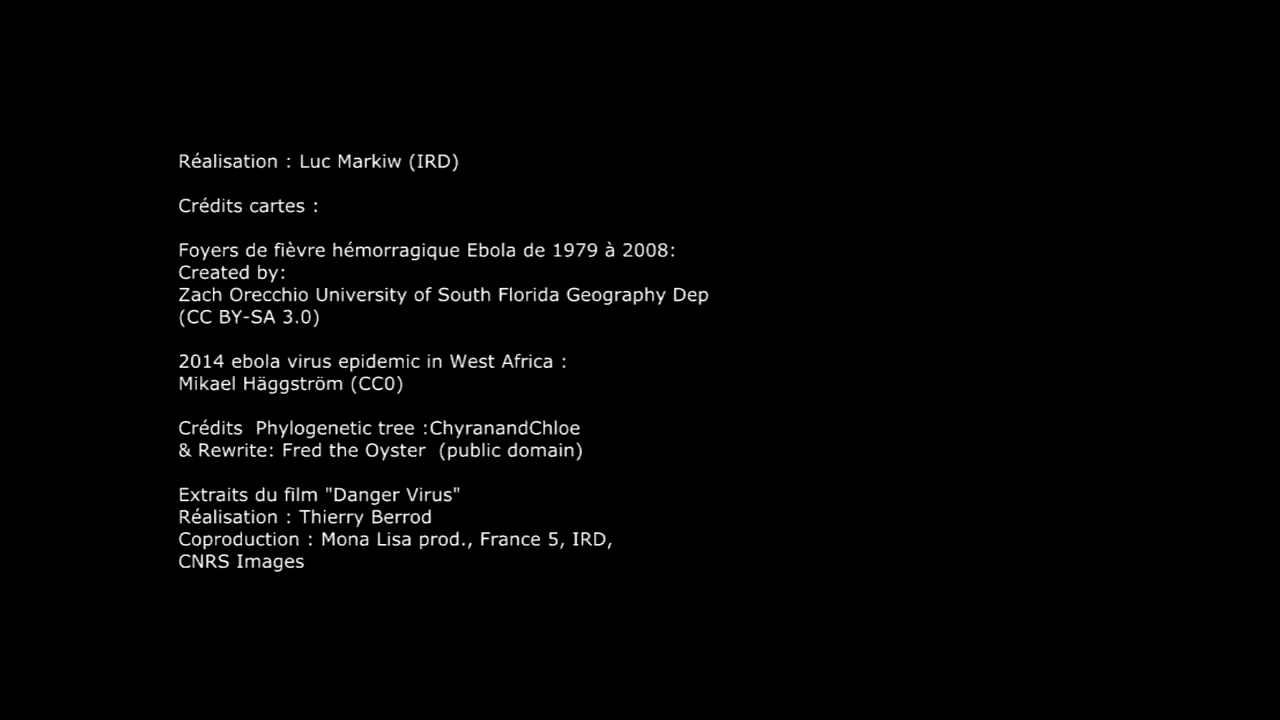 Réalisation : Luc Markiw (IRD)
Crédits cartes :
Foyers de fièvre hémorragique Ebola de 1979 à 2008:
Created by:
Zach Orecchio University of South Florida Geography Dep
(CC BY-SA 3.0)
2014 ebola virus epidemic in West Africa :
Mikael Häggström (CC0)
Crédits  Phylogenetic tree :ChyranandChloe
& Rewrite: Fred the Oyster  (public domain)
Extraits du film "Danger Virus"
Réalisation : Thierry Berrod
Coproduction : Mona Lisa prod., France 5, IRD,
CNRS Images